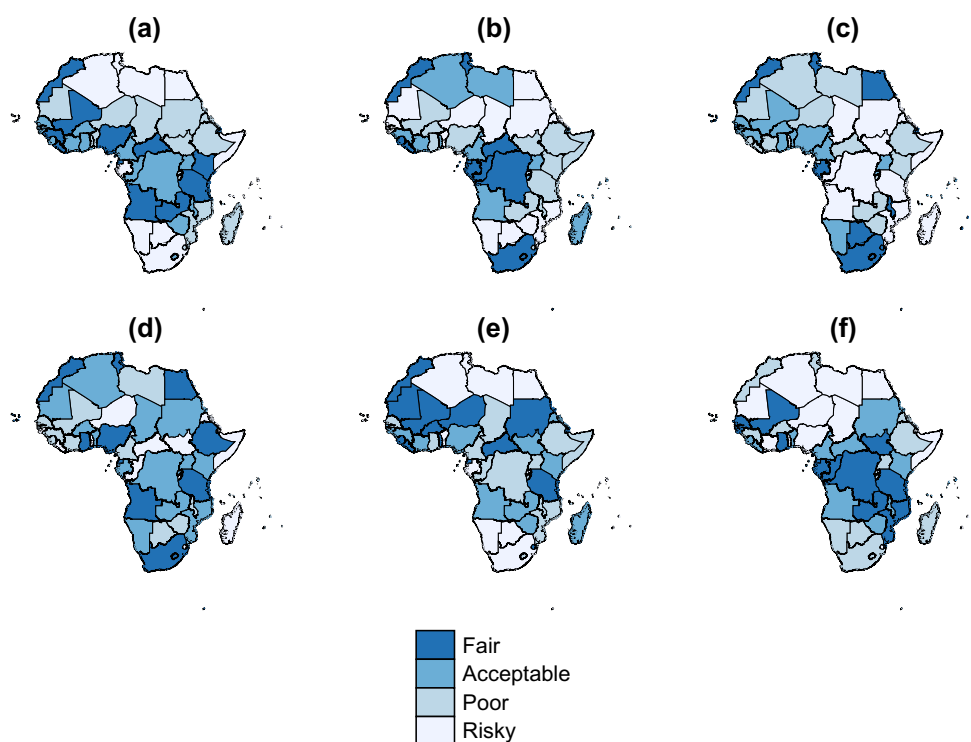 (a)
(b)
(c)
(d)
(e)
(f)
Fair
Acceptable
Poor
Risky